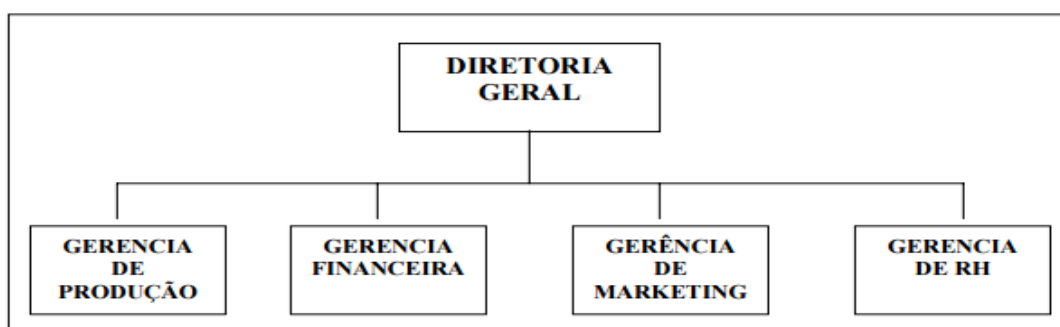 DIRETORIA
GERAL
GERENCIA
DE
PRODUÇÃO
GERENCIA
FINANCEIRA
GERÊNCIA
DE
MARKETING
GERENCIA
DE RH